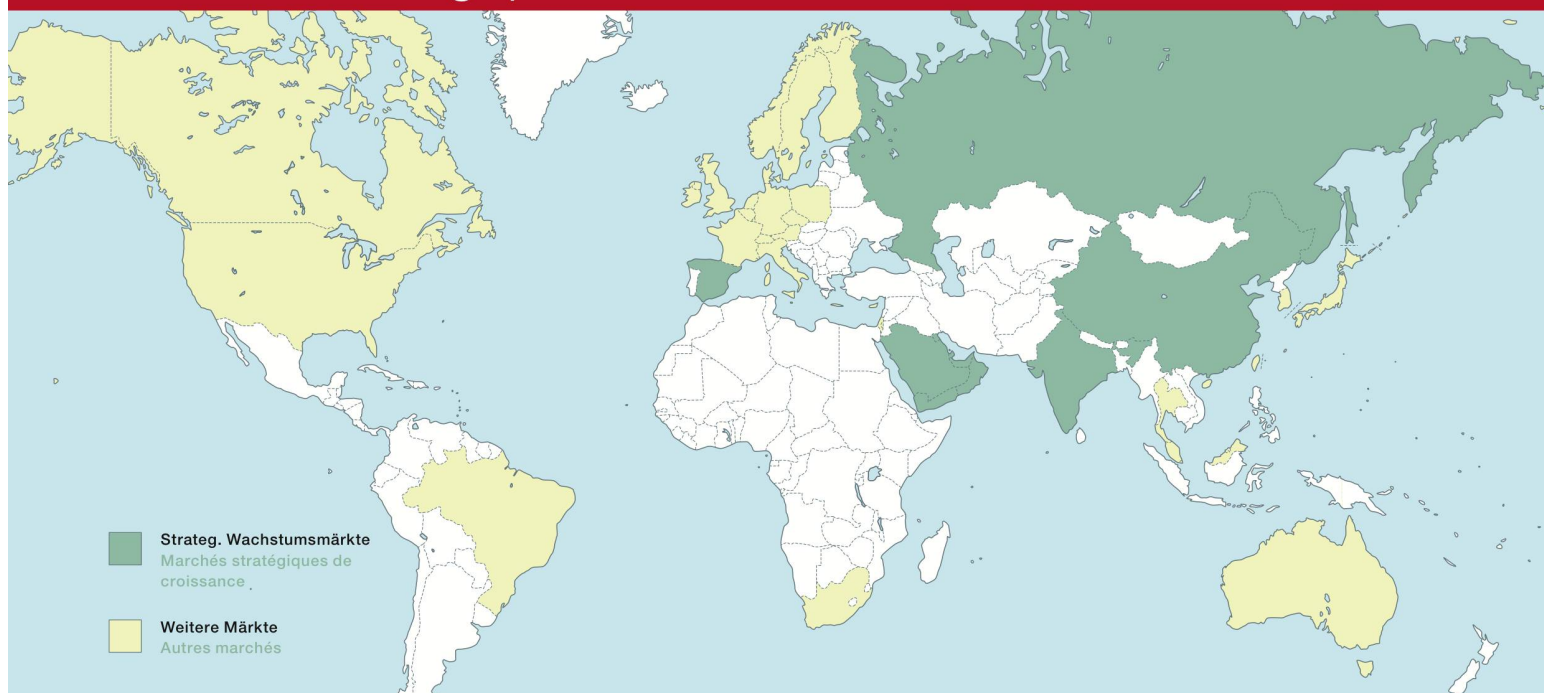 Strateg. Wachstumsmärkte
Marchés stratégiques de
croissance
Weitere Märkte
Autres marchés